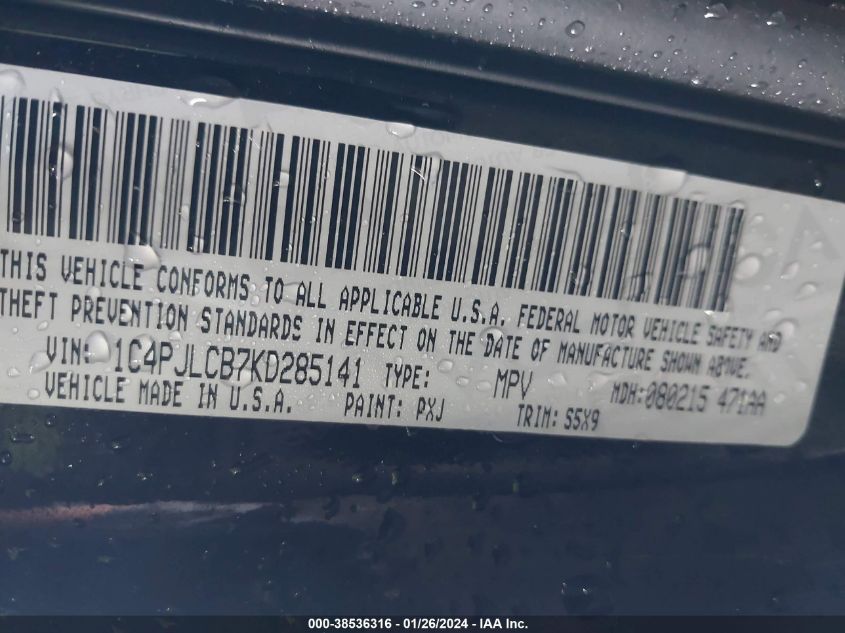 THIS VEHICLE CONFORMS TO ALL APPLICABLE U.S.A. FEDERAL MOTOR VEHICLE SAFETY AND
THEFT PREVENTION STANDARDS IN EFFECT ON THE DATE OF MANUFACTURE SHOWN ABOVE.
VIN: 1C4PJLCB7KD285141 TYPE: MPV MDH:080215 471AA
VEHICLE MADE IN U.S.A. PAINT: PXJ TRIM: S5X9
000-38536316 - 01/26/2024 - IAA Inc.